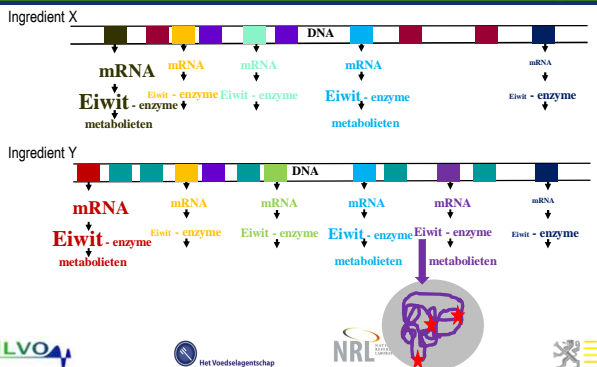 Ingredient X
DNA
mRNA mRNA mRNA mRNA mRNA
Eiwit - enzyme Eiwit - enzyme Eiwit - enzyme Eiwit - enzyme Eiwit - enzyme
metabolieten metabolieten
Ingredient Y
DNA
mRNA mRNA mRNA mRNA mRNA mRNA
Eiwit - enzyme Eiwit - enzyme Eiwit - enzyme Eiwit - enzyme Eiwit - enzyme Eiwit - enzyme
metabolieten metabolieten metabolieten
LVO
Het Voedselagentschap
NRL